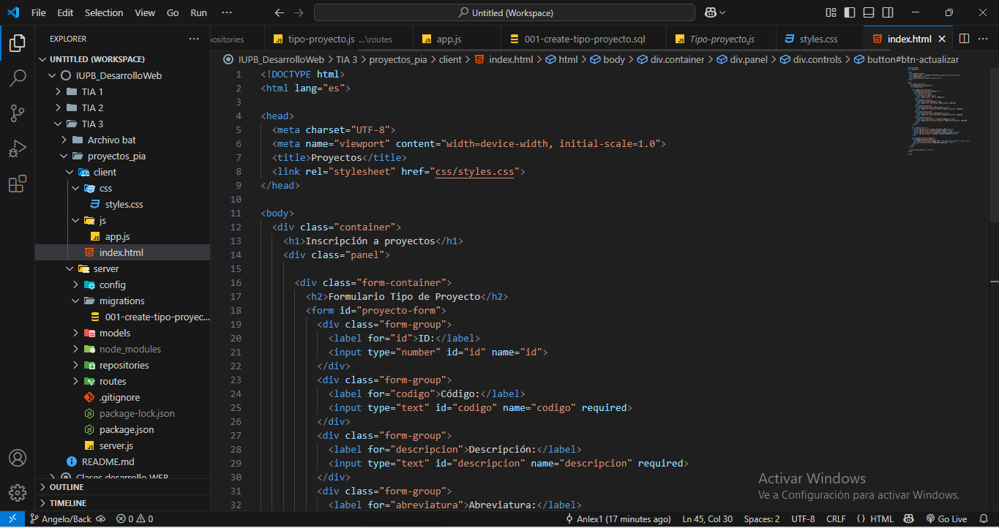 File Edit Selection View Go Run ··· Untitled (Workspace)
EXPLORER ···
positories
tipo-proyecto.js ...\routes
app.js
001-create-tipo-proyecto.sql
Tipo-proyecto.js
styles.css
index.html
UNTITLED (WORKSPACE)
IUPB_DesarrolloWeb
TIA 1
TIA 2
TIA 3
Archivo bat
proyectos_pia
client
css
styles.css
js
app.js
index.html
server
config
migrations
001-create-tipo-proyec...
models
node_modules
repositories
routes
.gitignore
package-lock.json
package.json
server.js
README.md
Clases desarrollo WEB
OUTLINE
TIMELINE
IUPB_DesarrolloWeb > TIA 3 > proyectos_pia > client > index.html > html > body > div.container > div.panel > div.controls > button#btn-actualizar
1 <!DOCTYPE html>
2 <html lang="es">
3
4 <head>
5 <meta charset="UTF-8">
6 <meta name="viewport" content="width=device-width, initial-scale=1.0">
7 <title>Proyectos</title>
8 <link rel="stylesheet" href="css/styles.css">
9 </head>
10
11 <body>
12 <div class="container">
13 <h1>Inscripción a proyectos</h1>
14 <div class="panel">
15
16 <div class="form-container">
17 <h2>Formulario Tipo de Proyecto</h2>
18 <form id="proyecto-form">
19 <div class="form-group">
20 <label for="id">ID:</label>
21 <input type="number" id="id" name="id">
22 </div>
23 <div class="form-group">
24 <label for="codigo">Código:</label>
25 <input type="text" id="codigo" name="codigo" required>
26 </div>
27 <div class="form-group">
28 <label for="descripcion">Descripción:</label>
29 <input type="text" id="descripcion" name="descripcion" required>
30 </div>
31 <div class="form-group">
32 <label for="abreviatura">Abreviatura:</label>
Activar Windows
Ve a Configuración para activar Windows.
Angelo/Back 0 0 Anlex1 (17 minutes ago) Ln 45, Col 30 Spaces: 2 UTF-8 CRLF {} HTML Go Live